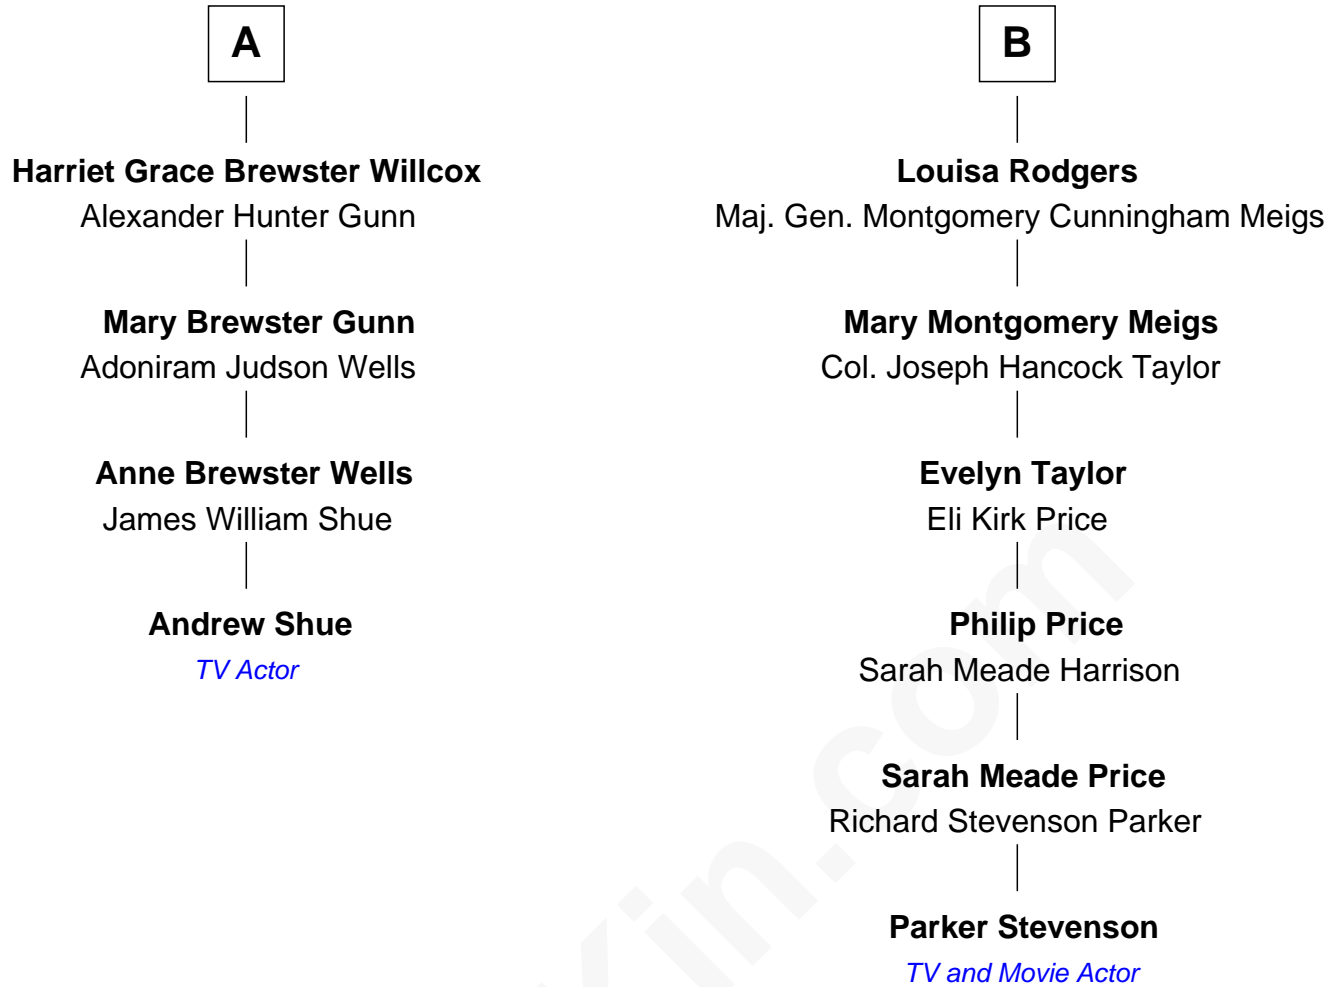 A
Harriet Grace Brewster Willcox
Alexander Hunter Gunn
Mary Brewster Gunn
Adoniram Judson Wells
Anne Brewster Wells
James William Shue
Andrew Shue
TV Actor
B
Louisa Rodgers
Maj. Gen. Montgomery Cunningham Meigs
Mary Montgomery Meigs
Col. Joseph Hancock Taylor
Evelyn Taylor
Eli Kirk Price
Philip Price
Sarah Meade Harrison
Sarah Meade Price
Richard Stevenson Parker
Parker Stevenson
TV and Movie Actor
Kin.com